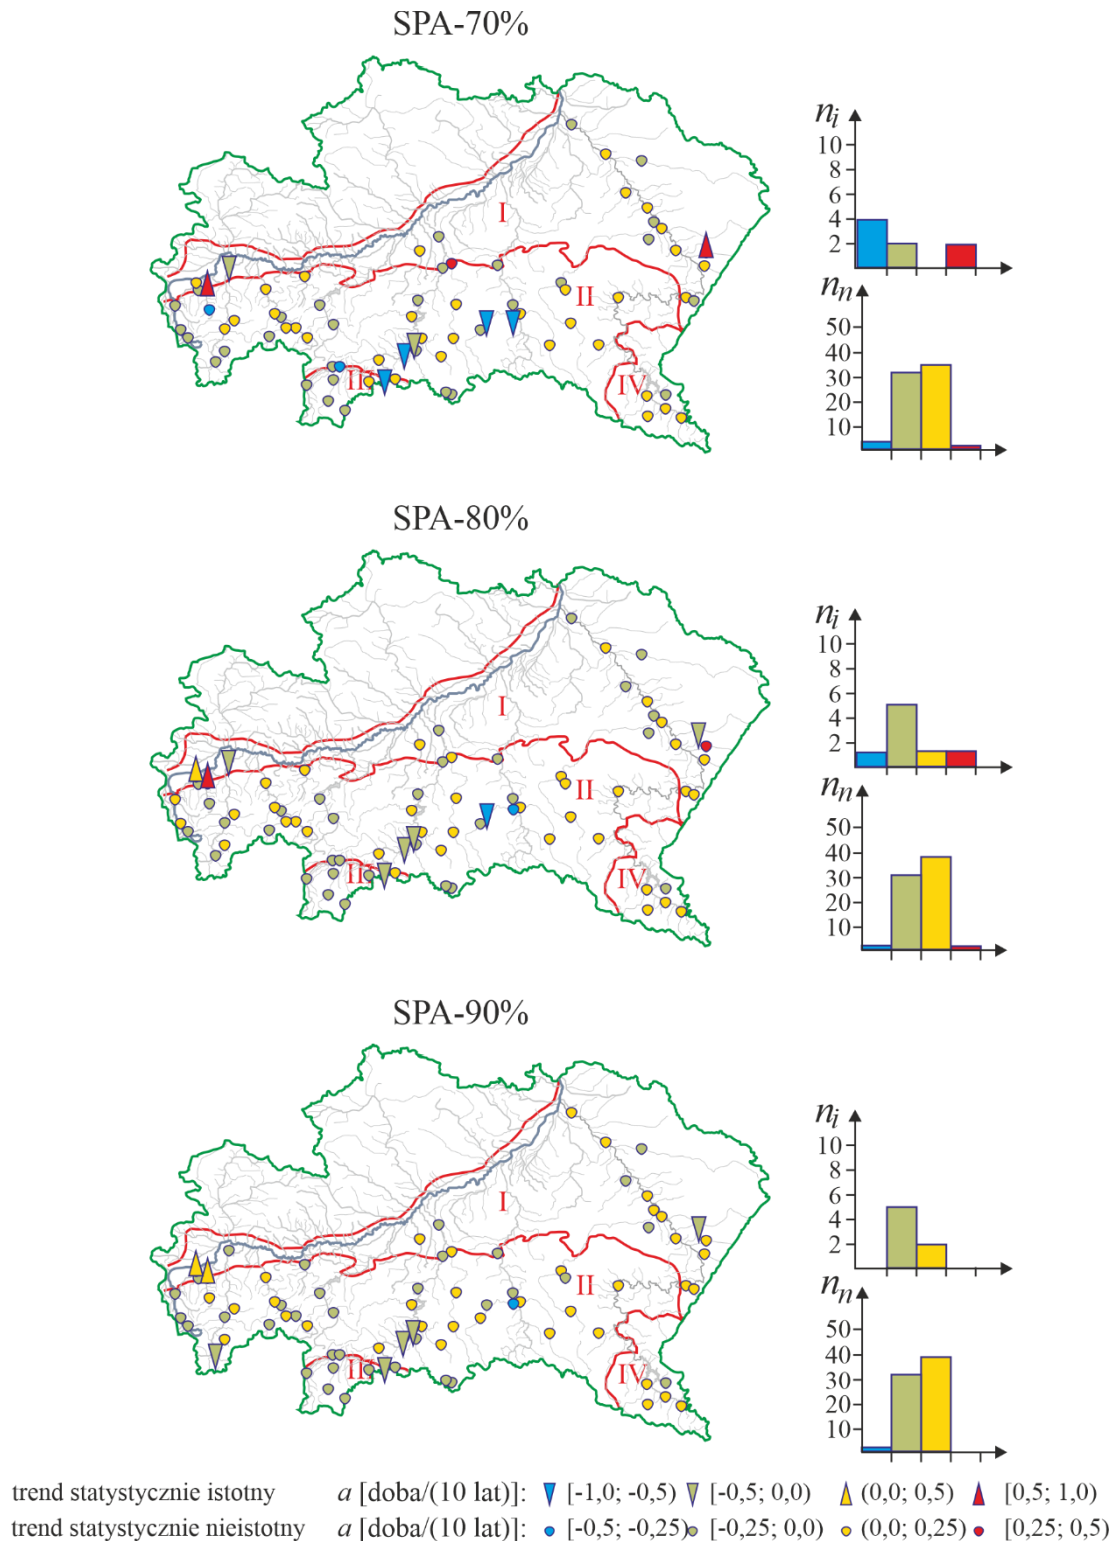 SPA-70%
I
II
II
IV
n_i
10
8
6
4
2
n_n
50
40
30
20
10
SPA-80%
I
II
II
IV
n_i
10
8
6
4
2
n_n
50
40
30
20
10
SPA-90%
I
II
II
IV
n_i
10
8
6
4
2
n_n
50
40
30
20
10
trend statystycznie istotny a [doba/(10 lat)]: [-1,0; -0,5) [-0,5; 0,0) (0,0; 0,5) [0,5; 1,0)
trend statystycznie nieistotny a [doba/(10 lat)]: [-0,5; -0,25) [-0,25; 0,0) (0,0; 0,25) [0,25; 0,5)